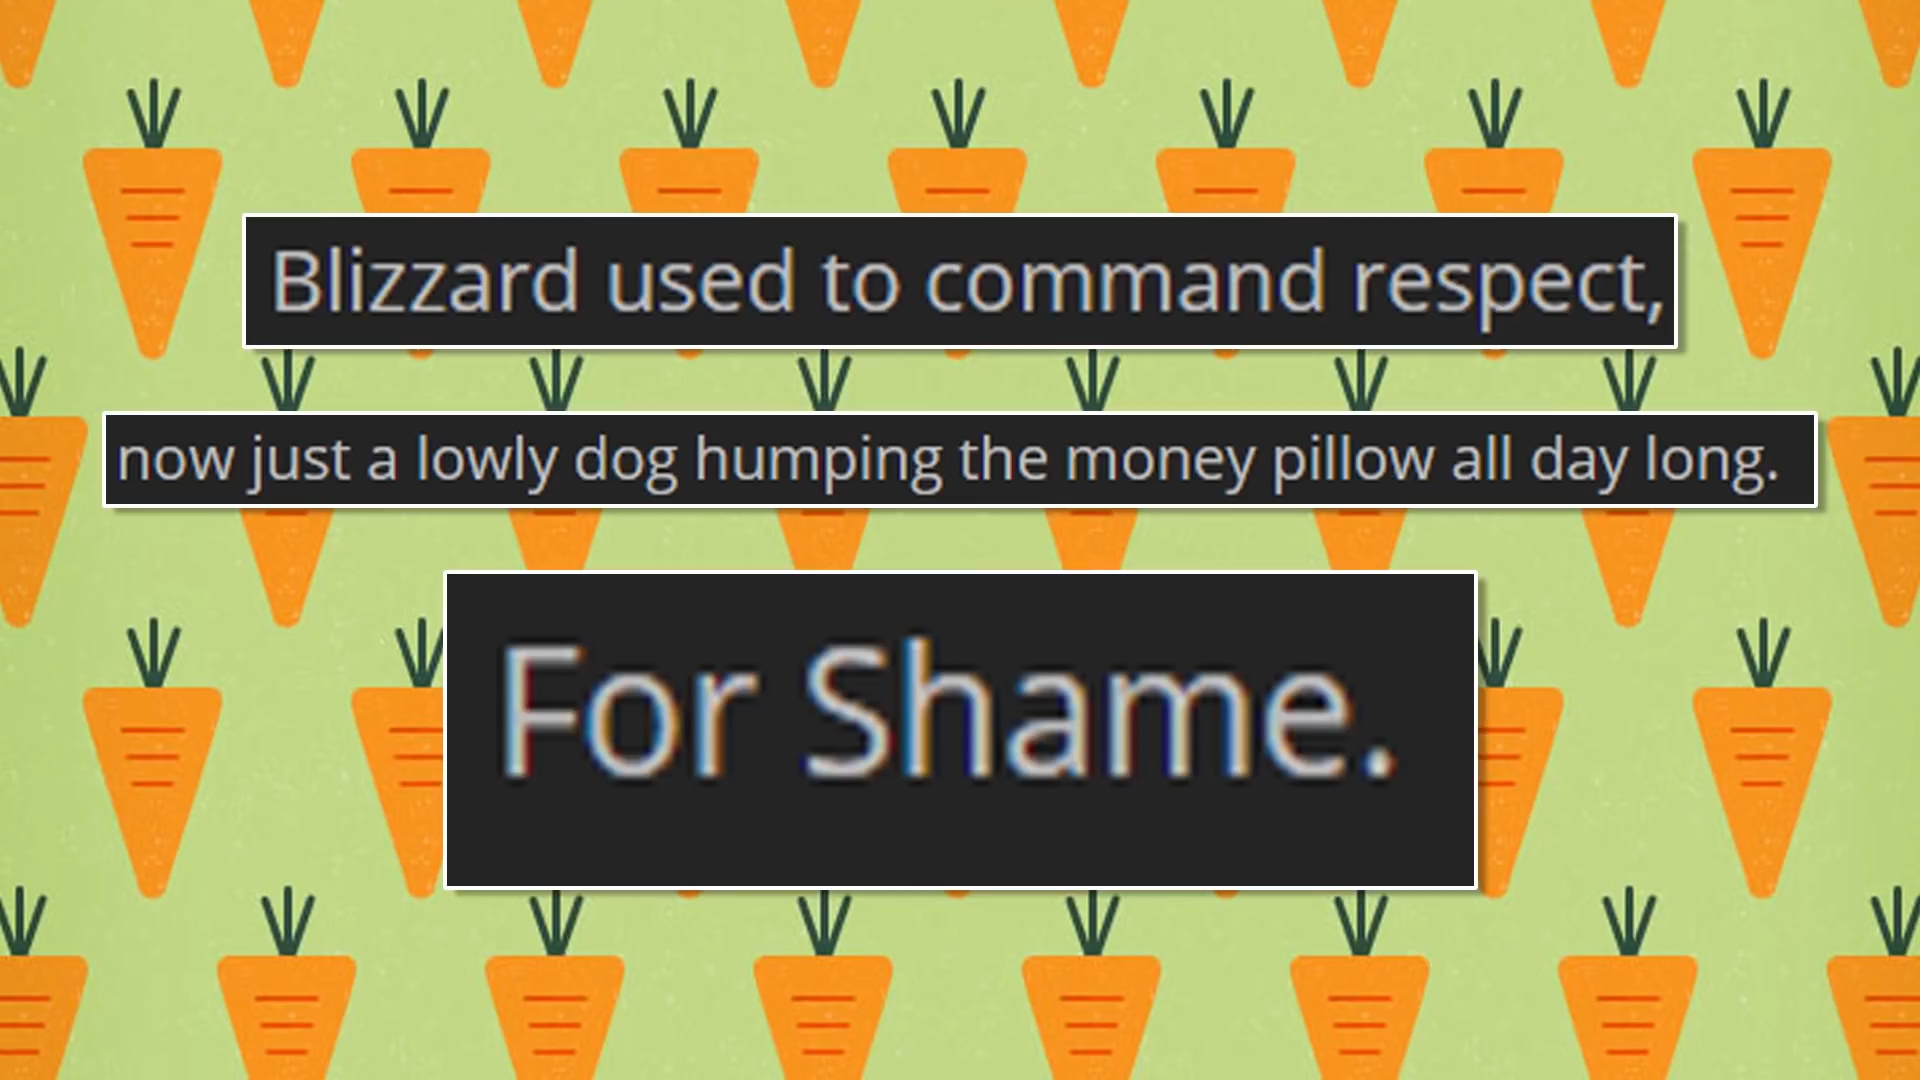 Blizzard used to command respect,
now just a lowly dog humping the money pillow all day long.
For Shame.